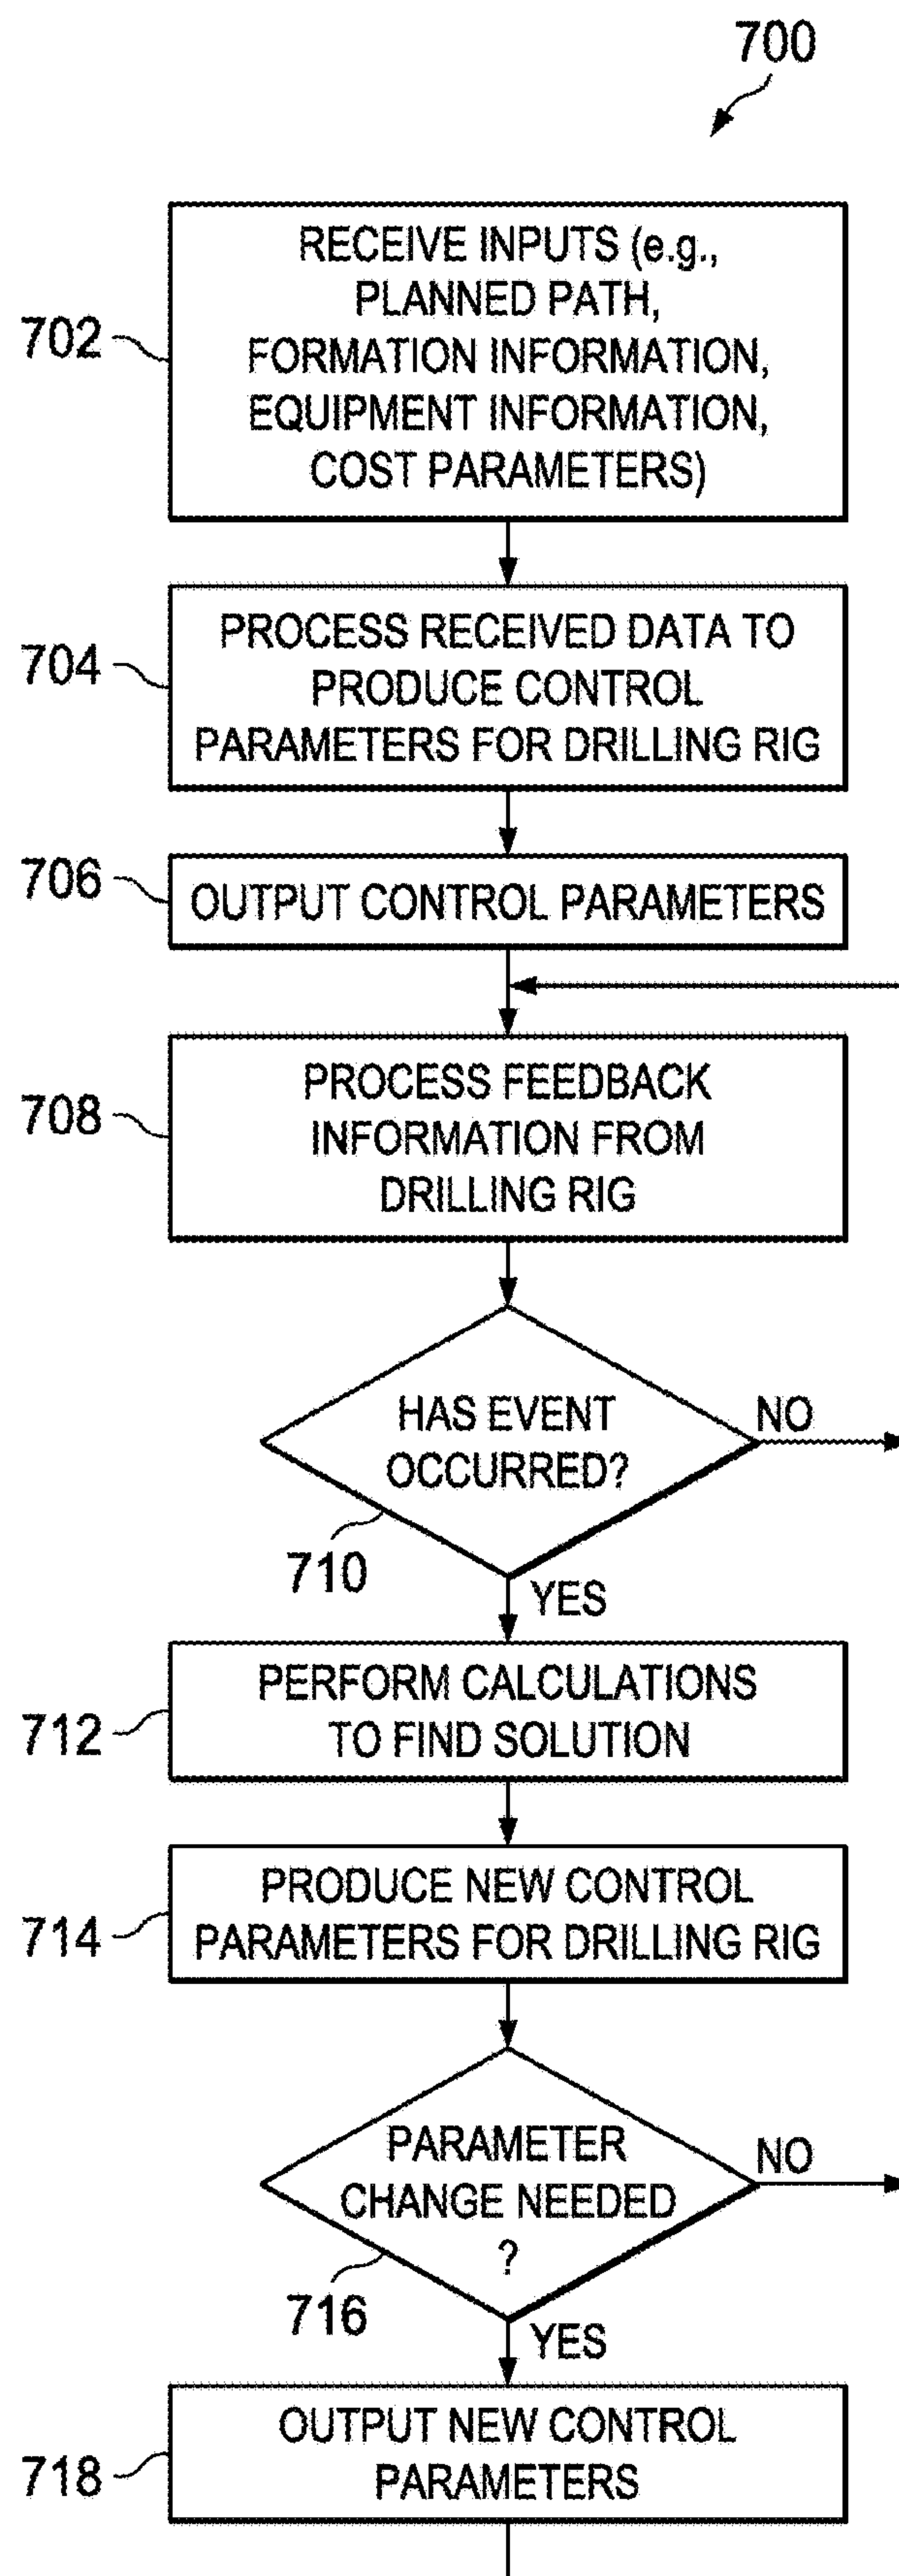 700
702
RECEIVE INPUTS (e.g.,
PLANNED PATH,
FORMATION INFORMATION,
EQUIPMENT INFORMATION,
COST PARAMETERS)
704
PROCESS RECEIVED DATA TO
PRODUCE CONTROL
PARAMETERS FOR DRILLING RIG
706
OUTPUT CONTROL PARAMETERS
708
PROCESS FEEDBACK
INFORMATION FROM
DRILLING RIG
HAS EVENT
OCCURRED?
NO
710
YES
712
PERFORM CALCULATIONS
TO FIND SOLUTION
714
PRODUCE NEW CONTROL
PARAMETERS FOR DRILLING RIG
PARAMETER
CHANGE NEEDED
?
NO
716
YES
718
OUTPUT NEW CONTROL
PARAMETERS